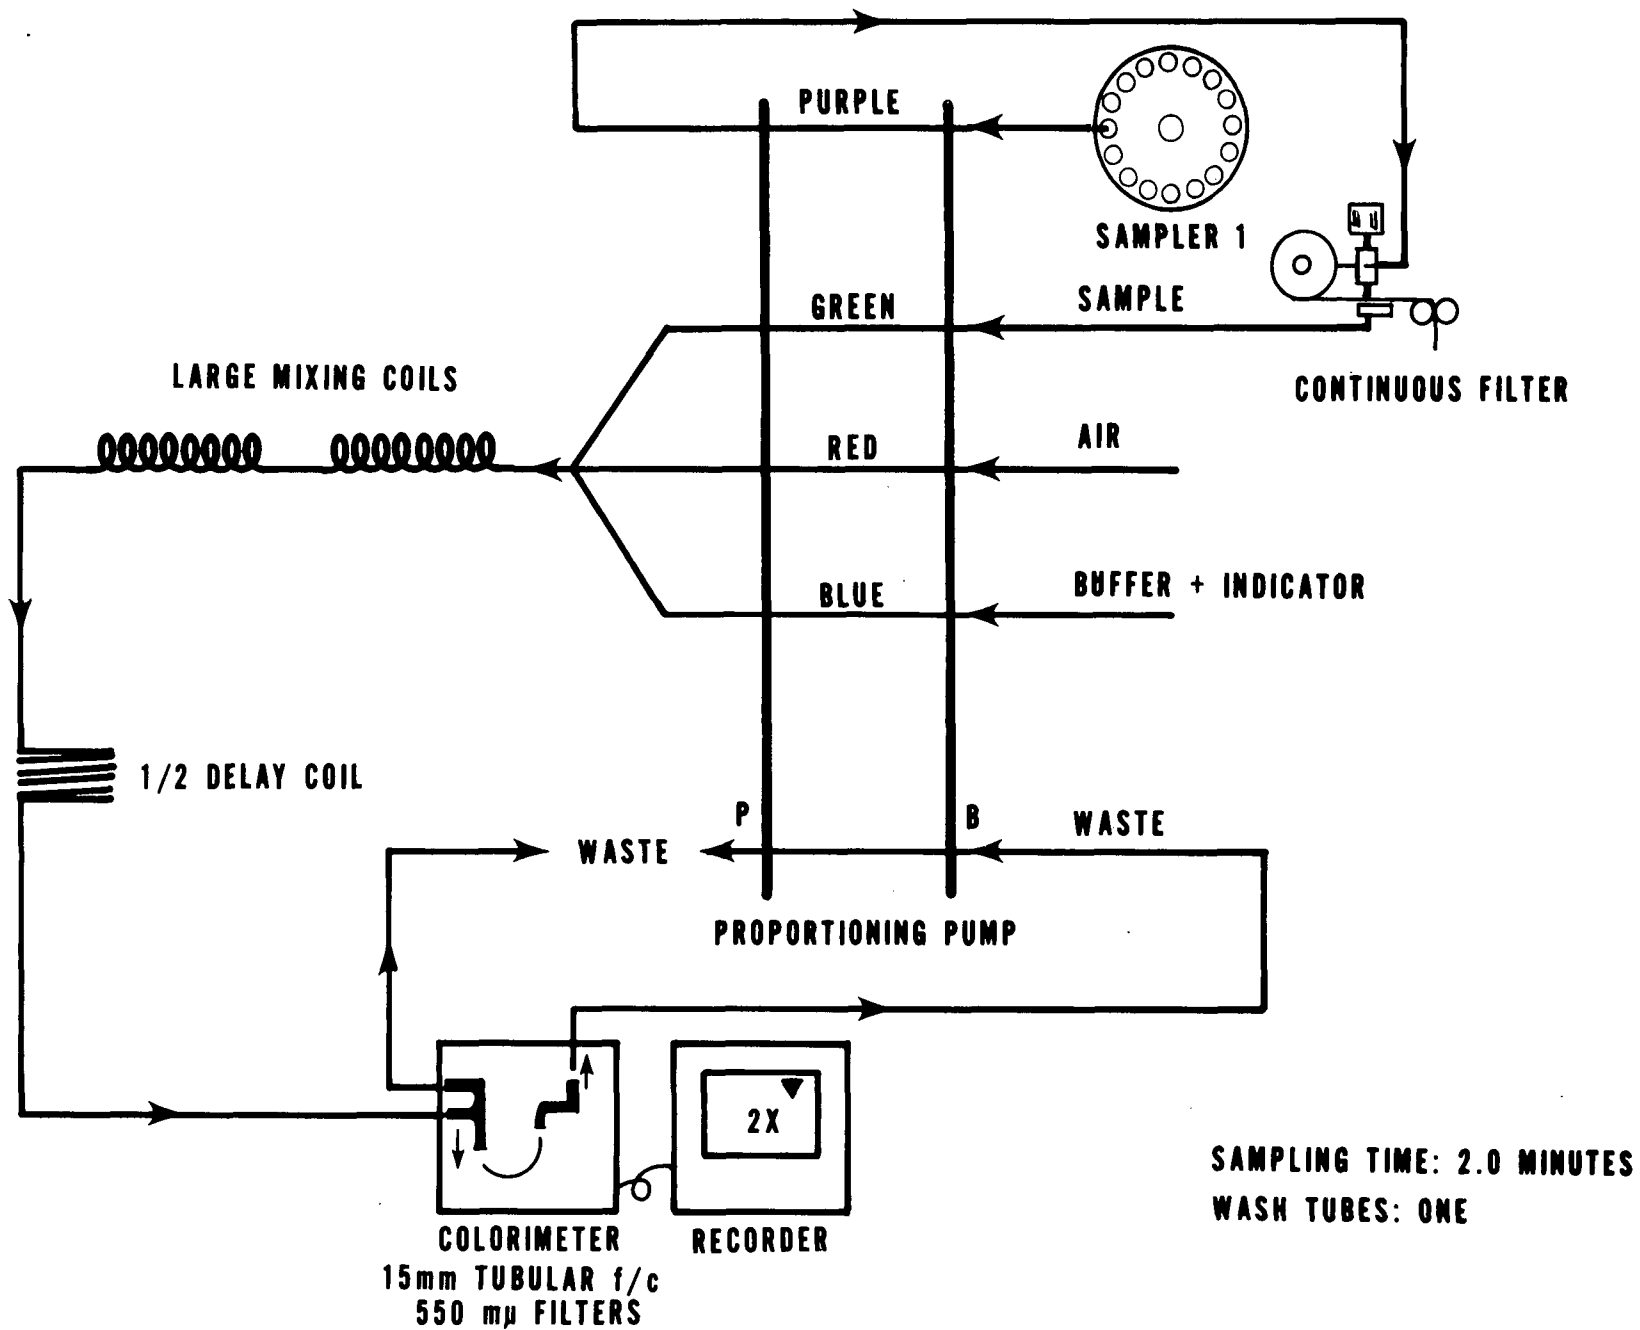 PURPLE
SAMPLER 1
GREEN
SAMPLE
CONTINUOUS FILTER
LARGE MIXING COILS
RED
AIR
BLUE
BUFFER + INDICATOR
1/2 DELAY COIL
P
B
WASTE
WASTE
PROPORTIONING PUMP
2X
SAMPLING TIME: 2.0 MINUTES
WASH TUBES: ONE
COLORIMETER
RECORDER
15mm TUBULAR f/c
550 mµ FILTERS